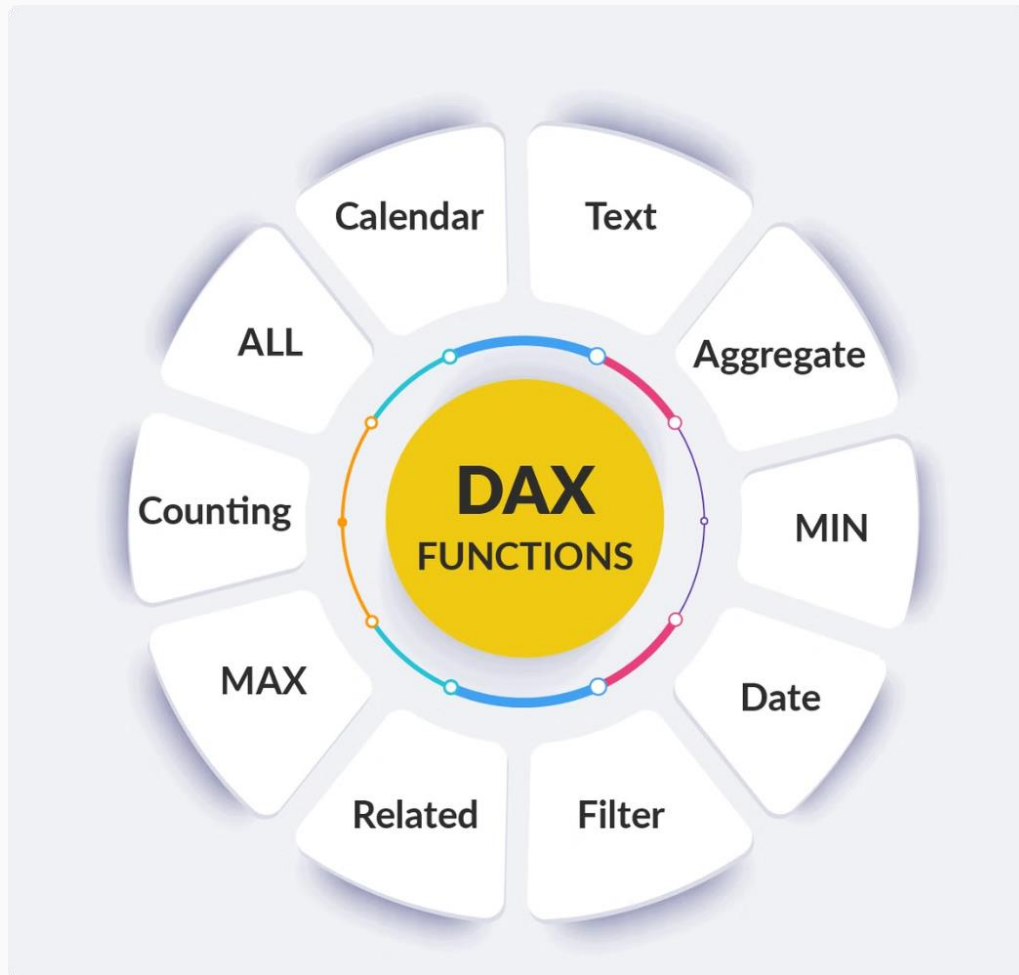 Calendar
Text
ALL
Aggregate
Counting
DAX
FUNCTIONS
MIN
MAX
Date
Related
Filter